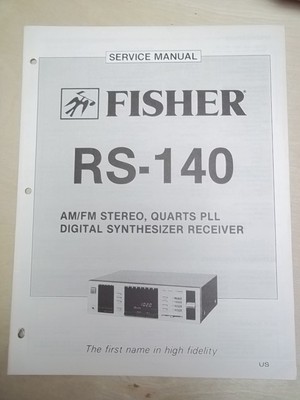 SERVICE MANUAL
FISHER
RS-140
AM/FM STEREO, QUARTS PLL
DIGITAL SYNTHESIZER RECEIVER
The first name in high fidelity
US